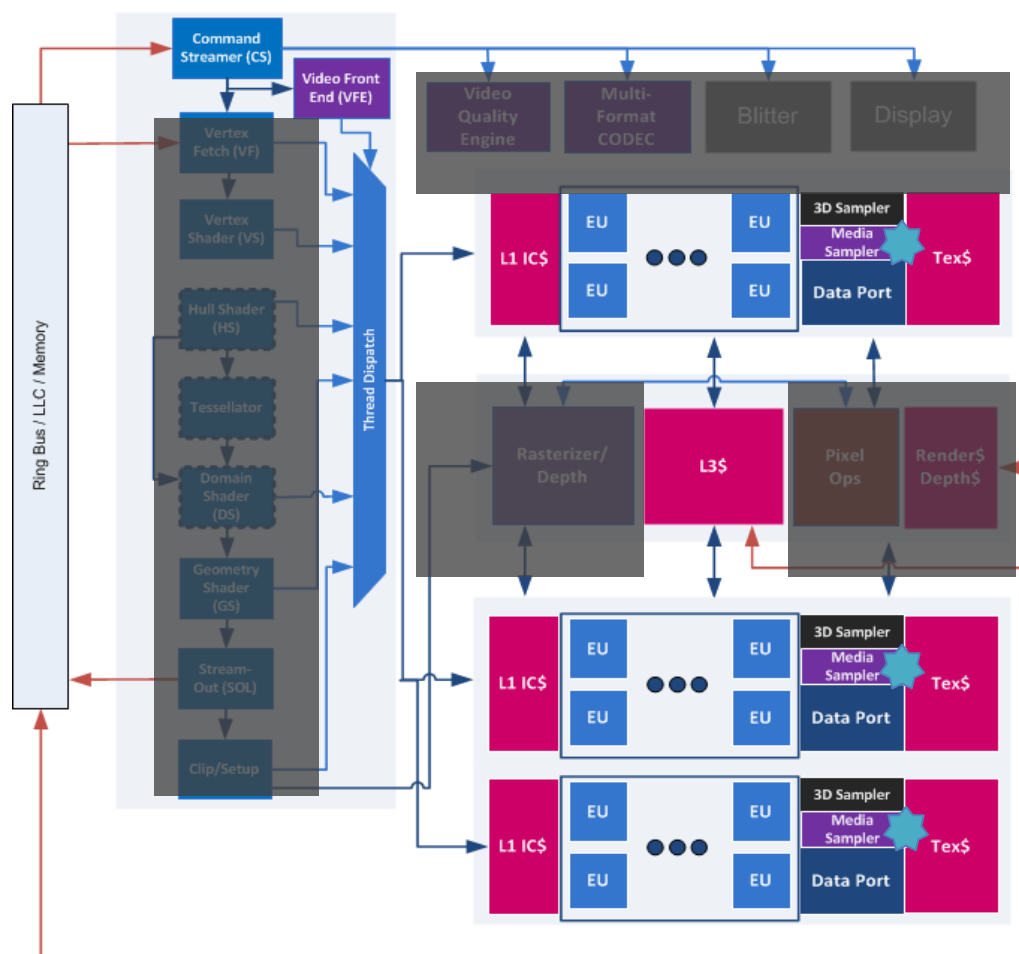 Command
Streamer (CS)
Video Front
End (VFE)
Vertex
Fetch (VF)
Vertex
Shader (VS)
Hull Shader
(HS)
Tessellator
Domain
Shader
(DS)
Geometry
Shader
(GS)
Stream-
Out (SOL)
Clip/Setup
Ring Bus / LLC / Memory
Thread Dispatch
Video
Quality
Engine
Multi-
Format
CODEC
Blitter
Display
L1 IC$
EU
EU
EU
EU
3D Sampler
Media
Sampler
Data Port
Tex$
Rasterizer/
Depth
L3$
Pixel
Ops
Render$
Depth$
L1 IC$
EU
EU
EU
EU
3D Sampler
Media
Sampler
Data Port
Tex$
L1 IC$
EU
EU
EU
EU
3D Sampler
Media
Sampler
Data Port
Tex$